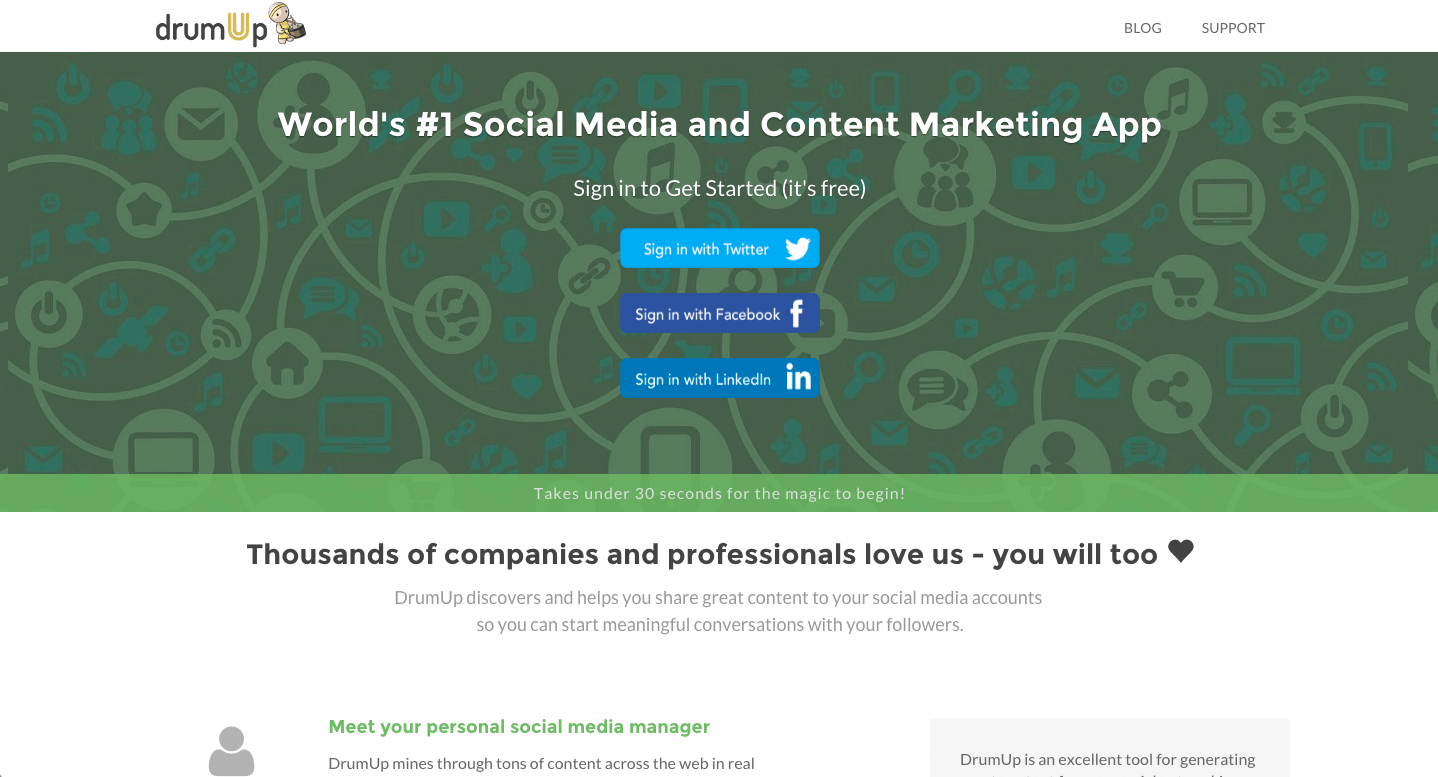 drumUp
BLOG
SUPPORT
World's #1 Social Media and Content Marketing App
Sign in to Get Started (it's free)
Sign in with Twitter
Sign in with Facebook
Sign in with LinkedIn
Takes under 30 seconds for the magic to begin!
Thousands of companies and professionals love us - you will too
DrumUp discovers and helps you share great content to your social media accounts
so you can start meaningful conversations with your followers.
Meet your personal social media manager
DrumUp mines through tons of content across the web in real
DrumUp is an excellent tool for generating